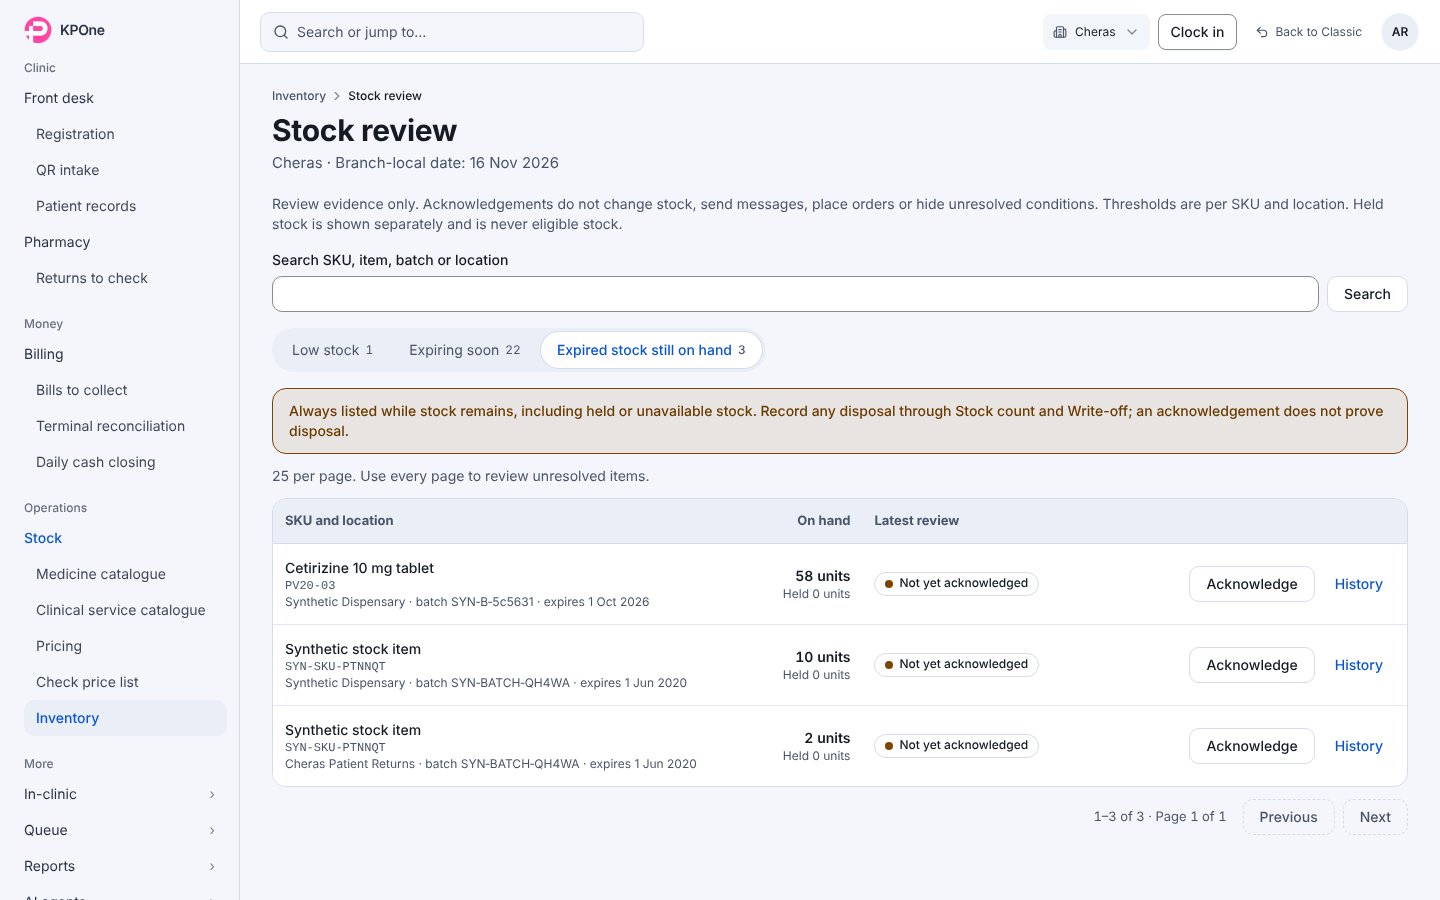 KPOne
Search or jump to...
Cheras
Clock in
Back to Classic
AR
Clinic
Front desk
Registration
QR intake
Patient records
Pharmacy
Returns to check
Money
Billing
Bills to collect
Terminal reconciliation
Daily cash closing
Operations
Stock
Medicine catalogue
Clinical service catalogue
Pricing
Check price list
Inventory
More
In-clinic
Queue
Reports
Inventory > Stock review
Stock review
Cheras · Branch-local date: 16 Nov 2026
Review evidence only. Acknowledgements do not change stock, send messages, place orders or hide unresolved conditions. Thresholds are per SKU and location. Held
stock is shown separately and is never eligible stock.
Search SKU, item, batch or location
Search
Low stock 1
Expiring soon 22
Expired stock still on hand 3
Always listed while stock remains, including held or unavailable stock. Record any disposal through Stock count and Write-off; an acknowledgement does not prove
disposal.
25 per page. Use every page to review unresolved items.
SKU and location On hand Latest review
Cetirizine 10 mg tablet
PV20-03
Synthetic Dispensary · batch SYN-B-5c5631 · expires 1 Oct 2026
58 units
Held 0 units
Not yet acknowledged
Acknowledge
History
Synthetic stock item
SYN-SKU-PTNNQT
Synthetic Dispensary · batch SYN-BATCH-QH4WA · expires 1 Jun 2020
10 units
Held 0 units
Not yet acknowledged
Acknowledge
History
Synthetic stock item
SYN-SKU-PTNNQT
Cheras Patient Returns · batch SYN-BATCH-QH4WA · expires 1 Jun 2020
2 units
Held 0 units
Not yet acknowledged
Acknowledge
History
1–3 of 3 · Page 1 of 1
Previous
Next